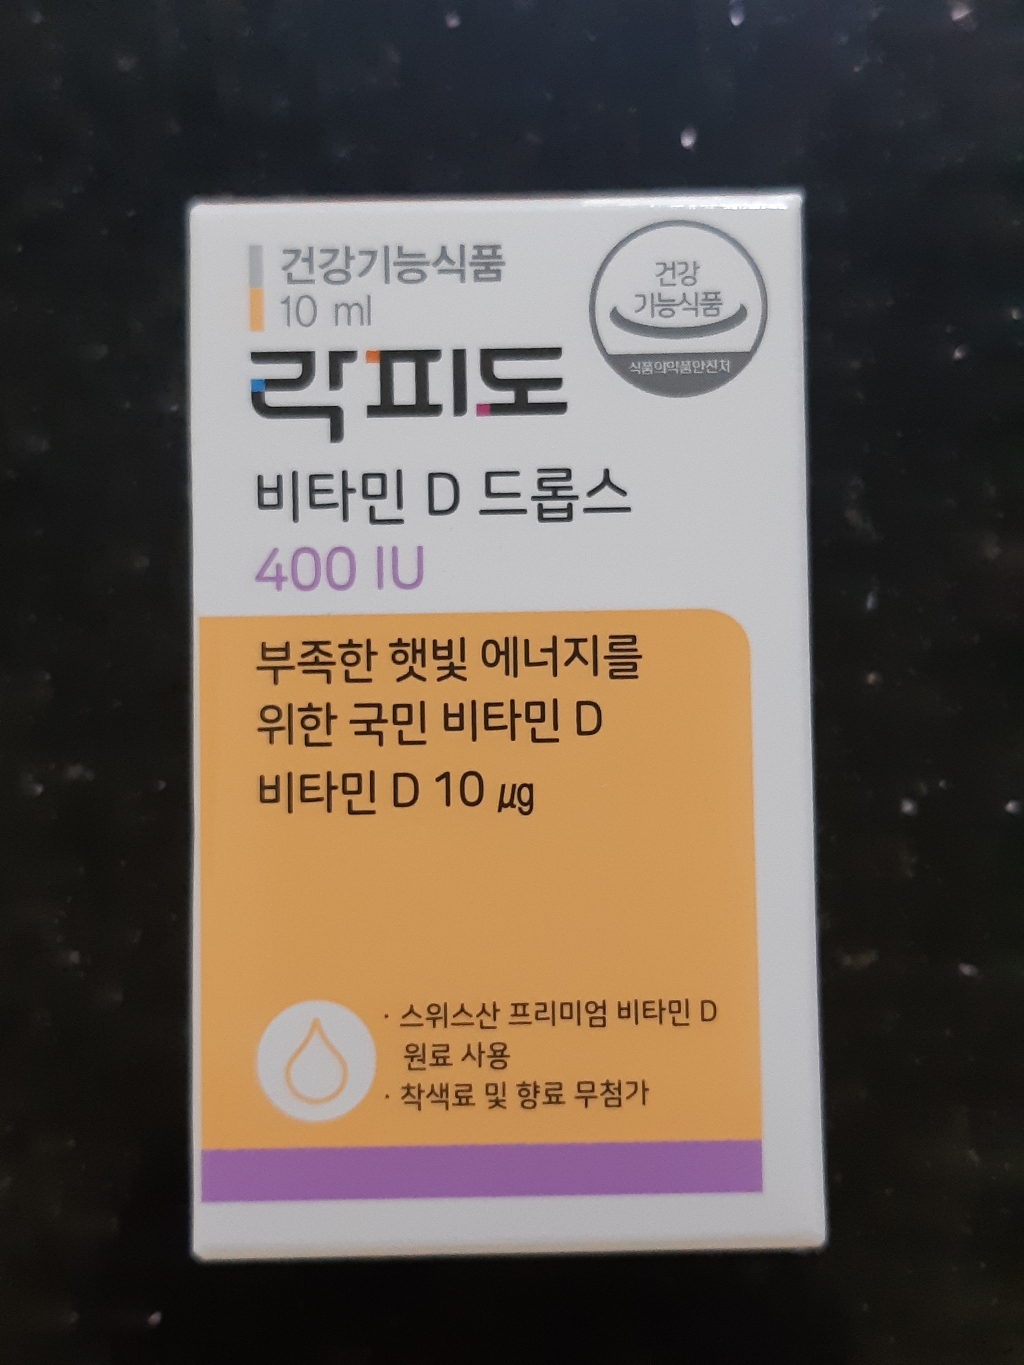 건강기능식품
10 ml
건강
기능식품
식품의약품안전처
락피도
비타민 D 드롭스
400 IU
부족한 햇빛 에너지를
위한 국민 비타민 D
비타민 D 10 µg
· 스위스산 프리미엄 비타민 D
원료 사용
· 착색료 및 향료 무첨가